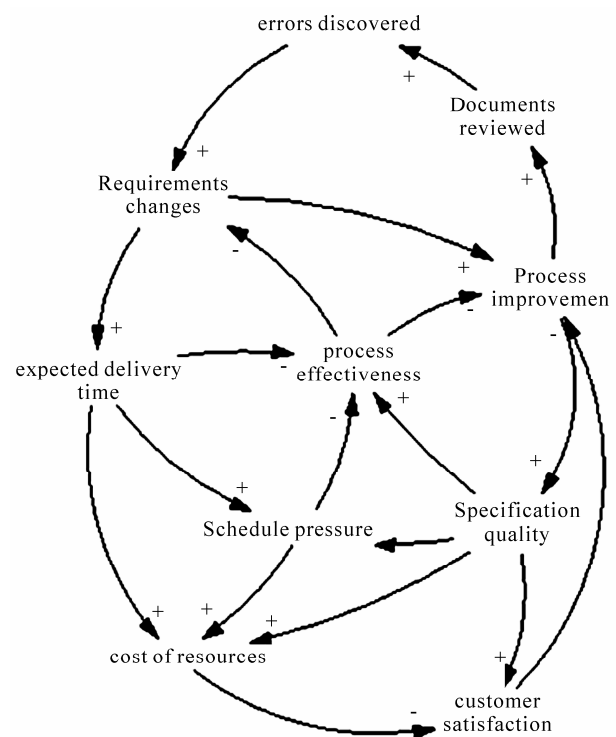 errors discovered
+
Documents
reviewed
+
+
Requirements
changes
-
+
Process
improvemen
+
-
-
expected delivery
time
-
process
effectiveness
-
+
+
+
Schedule pressure
Specification
quality
+
+
+
+
cost of resources
-
customer
satisfaction